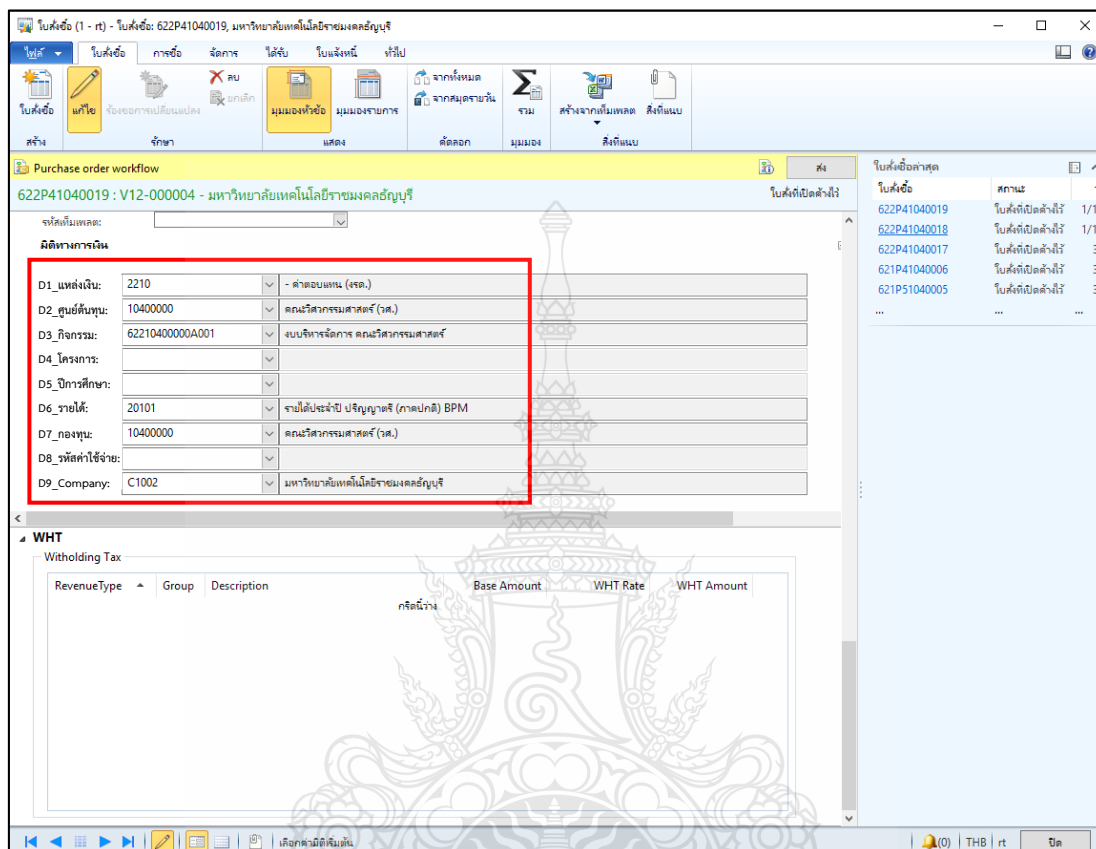 ใบสั่งซื้อ (1 - rt) - ใบสั่งซื้อ: 622P41040019, มหาวิทยาลัยเทคโนโลยีราชมงคลธัญบุรี
ไฟล์ ใบสั่งซื้อ การซื้อ จัดการ ได้รับ ใบแจ้งหนี้ ทั่วไป
ใบสั่งซื้อ แก้ไข ร้องขอการเปลี่ยนแปลง ลบ ยกเลิก มุมมองหัวข้อ มุมมองรายการ จากทั้งหมด จากสมุดรายวัน รวม สร้างจากเท็มเพลต สิ่งที่แนบ
สร้าง รักษา แสดง คัดลอก มุมมอง สิ่งที่แนบ
Purchase order workflow ส่ง
622P41040019 : V12-000004 - มหาวิทยาลัยเทคโนโลยีราชมงคลธัญบุรี ใบสั่งที่เปิดค้างไว้
รหัสเท็มเพลต:
มิติทางการเงิน
D1_แหล่งเงิน: 2210 - ค่าตอบแทน (งรด.)
D2_ศูนย์ต้นทุน: 10400000 คณะวิศวกรรมศาสตร์ (วศ.)
D3_กิจกรรม: 62210400000A001 งบบริหารจัดการ คณะวิศวกรรมศาสตร์
D4_โครงการ:
D5_ปีการศึกษา:
D6_รายได้: 20101 รายได้ประจำปี ปริญญาตรี (ภาคปกติ) BPM
D7_กองทุน: 10400000 คณะวิศวกรรมศาสตร์ (วศ.)
D8_รหัสค่าใช้จ่าย:
D9_Company: C1002 มหาวิทยาลัยเทคโนโลยีราชมงคลธัญบุรี
WHT
Witholding Tax
RevenueType Group Description Base Amount WHT Rate WHT Amount
กริดนี้ว่าง
ใบสั่งซื้อล่าสุด
ใบสั่งซื้อ สถานะ
622P41040019 ใบสั่งที่เปิดค้างไว้ 1/1
622P41040018 ใบสั่งที่เปิดค้างไว้ 1/1
622P41040017 ใบสั่งที่เปิดค้างไว้ 3
621P41040006 ใบสั่งที่เปิดค้างไว้ 3
621P51040005 ใบสั่งที่เปิดค้างไว้ 3
... ... ...
เลือกค่ามิติเริ่มต้น (0) THB rt ปิด